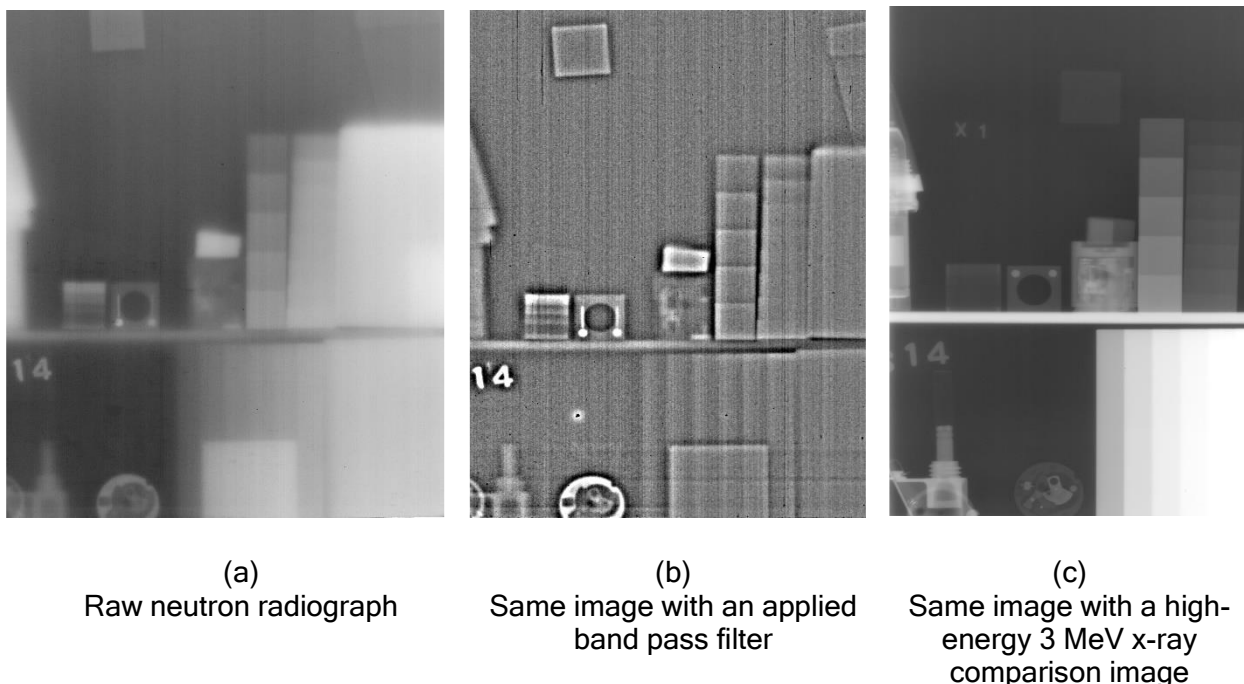 x 1
14
14
14
(a)
Raw neutron radiograph
(b)
Same image with an applied
band pass filter
(c)
Same image with a high-
energy 3 MeV x-ray
comparison image